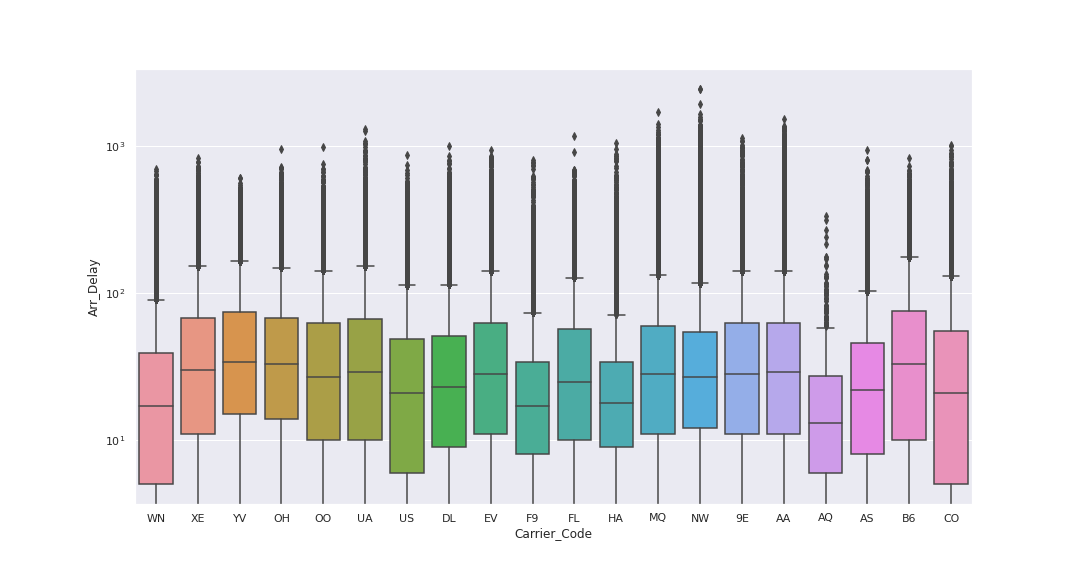 10³
10²
10¹
Arr_Delay
WN XE YV OH OO UA US DL EV F9 FL HA MQ NW 9E AA AQ AS B6 CO
Carrier_Code